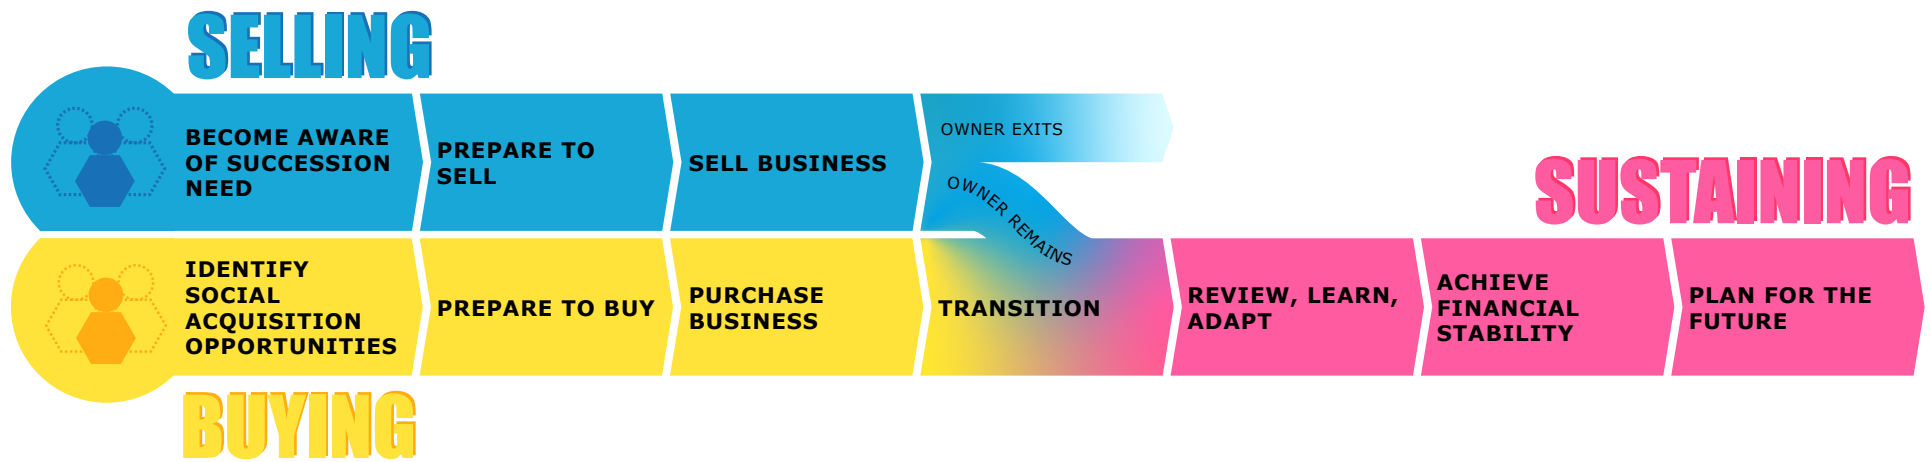 SELLING
BECOME AWARE
OF SUCCESSION
NEED
PREPARE TO
SELL
SELL BUSINESS
OWNER EXITS
OWNER REMAINS
SUSTAINING
IDENTIFY
SOCIAL
ACQUISITION
OPPORTUNITIES
PREPARE TO BUY
PURCHASE
BUSINESS
TRANSITION
REVIEW, LEARN,
ADAPT
ACHIEVE
FINANCIAL
STABILITY
PLAN FOR THE
FUTURE
BUYING